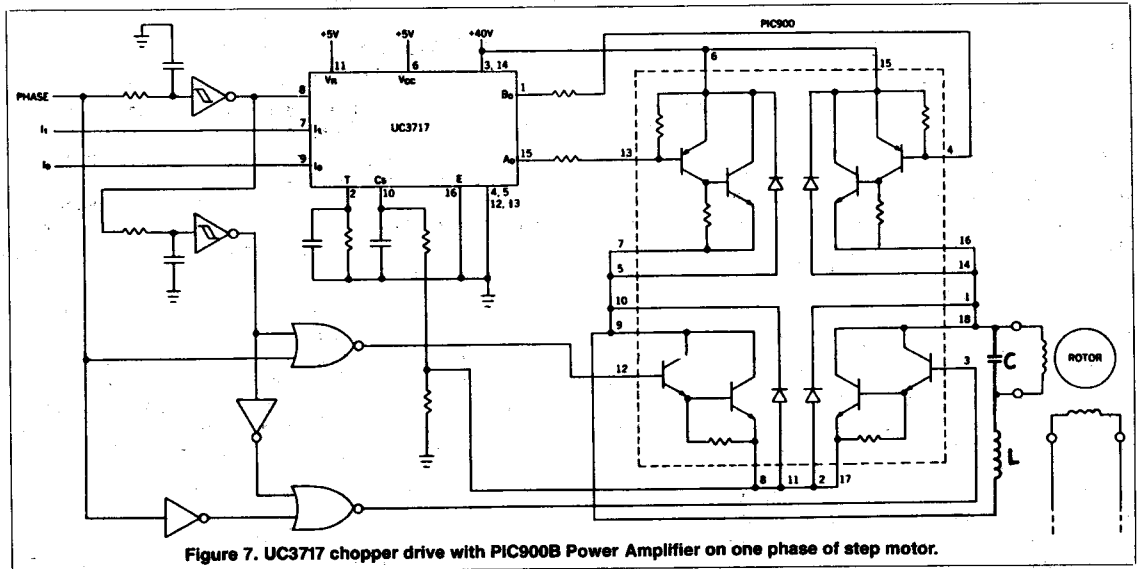 PIC900
+5V
+5V
+40V
11
6
3, 14
6
15
VR
VCC
PHASE
8
1
B0
I1
7
I1
UC3717
I0
9
I0
15
A0
13
4
T
Cs
E
2
10
16
4, 5
12, 13
7
16
5
14
10
1
9
18
12
3
C
ROTOR
L
8
11
2
17
Figure 7. UC3717 chopper drive with PIC900B Power Amplifier on one phase of step motor.